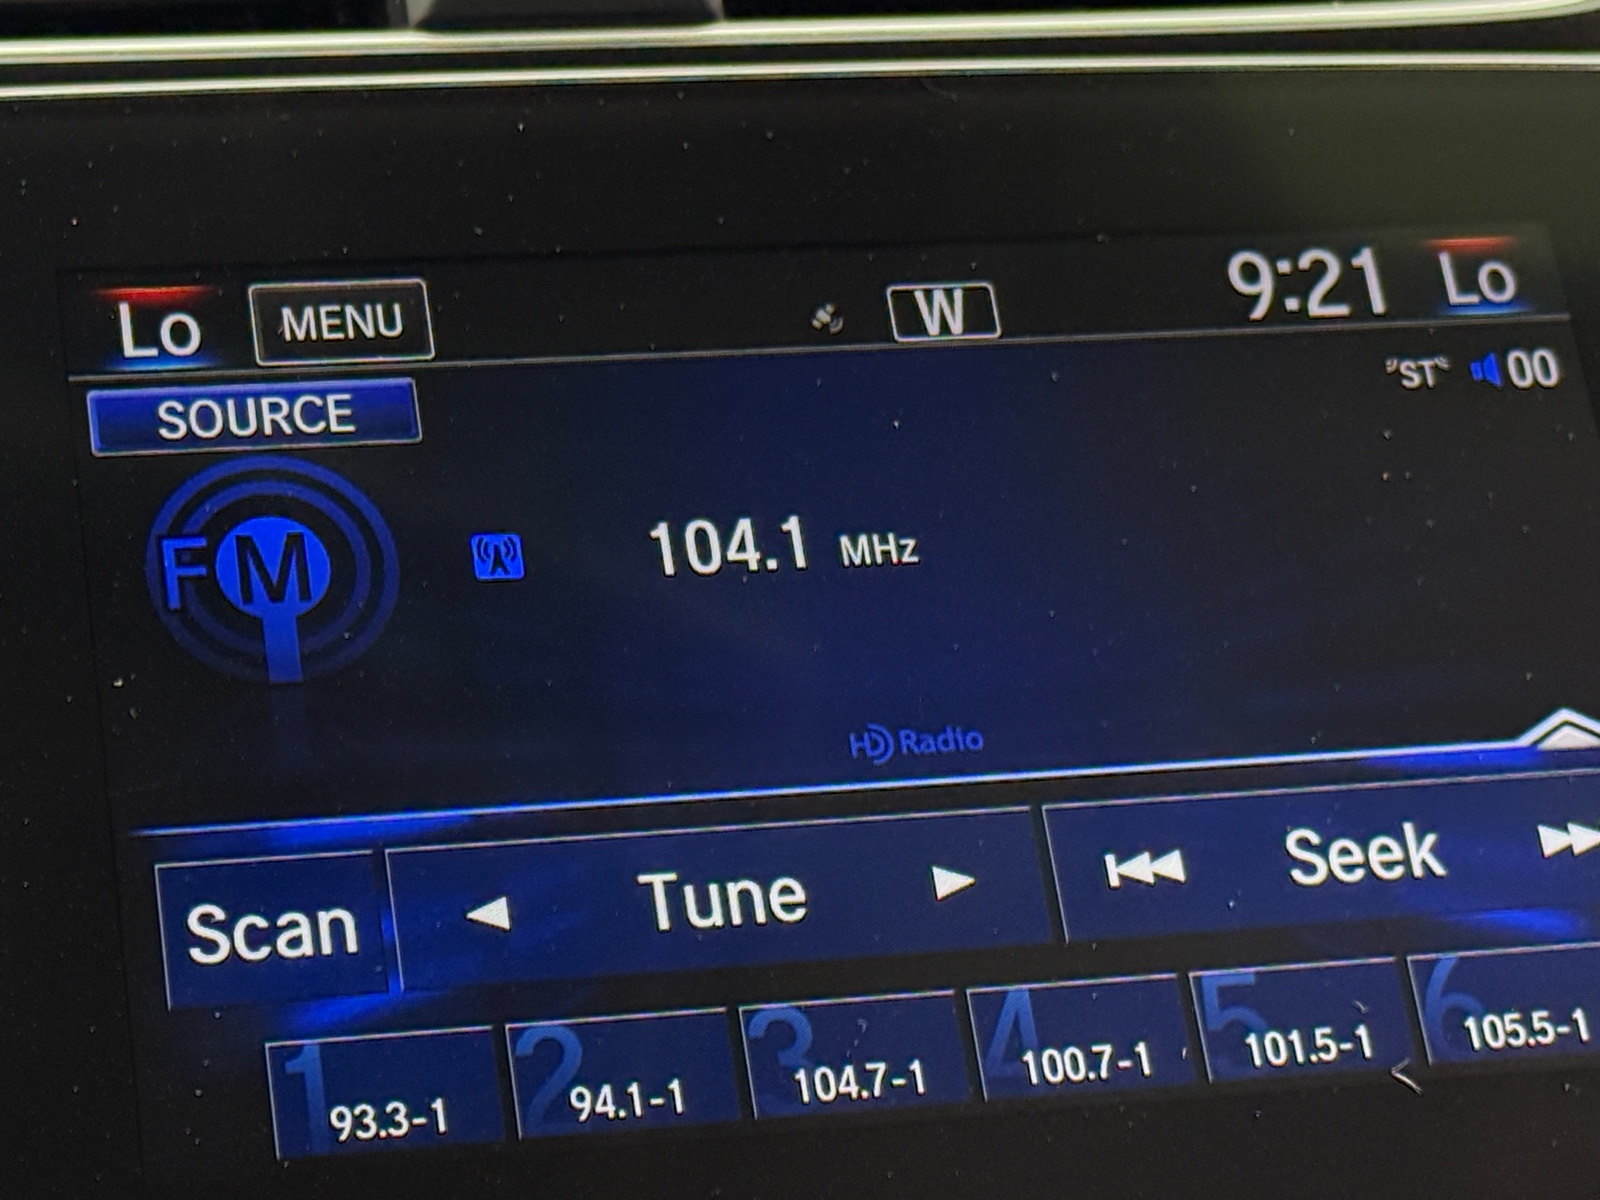 Lo MENU W 9:21 Lo
SOURCE "ST" 00
FM 104.1 MHz
HD Radio
Scan Tune Seek
1 2 3 4 5 6
93.3-1 94.1-1 104.7-1 100.7-1 101.5-1 105.5-1